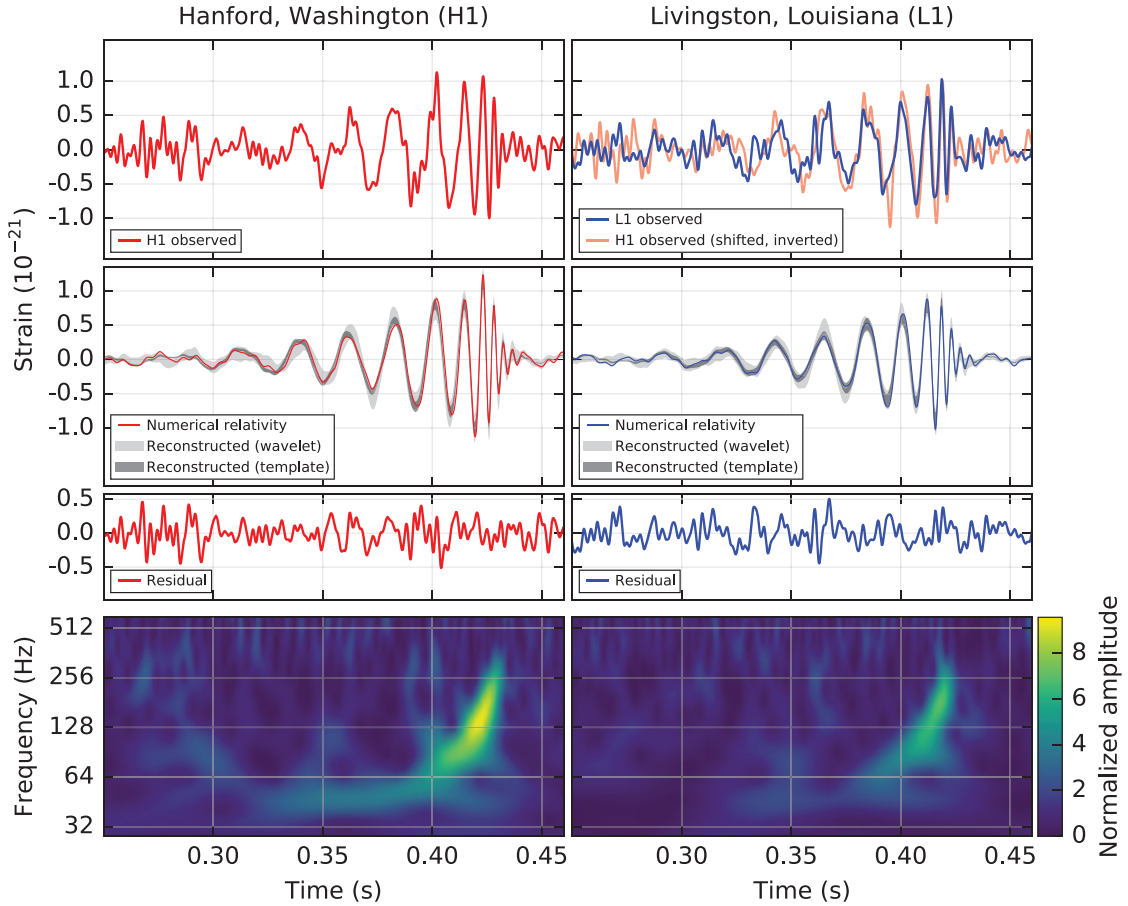 Hanford, Washington (H1)
Livingston, Louisiana (L1)
Strain (10⁻²¹)
1.0
0.5
0.0
-0.5
-1.0
H1 observed
L1 observed
H1 observed (shifted, inverted)
1.0
0.5
0.0
-0.5
-1.0
Numerical relativity
Reconstructed (wavelet)
Reconstructed (template)
Numerical relativity
Reconstructed (wavelet)
Reconstructed (template)
0.5
0.0
-0.5
Residual
Residual
Frequency (Hz)
512
256
128
64
32
0.30
0.35
0.40
0.45
Time (s)
0.30
0.35
0.40
0.45
Time (s)
8
6
4
2
0
Normalized amplitude